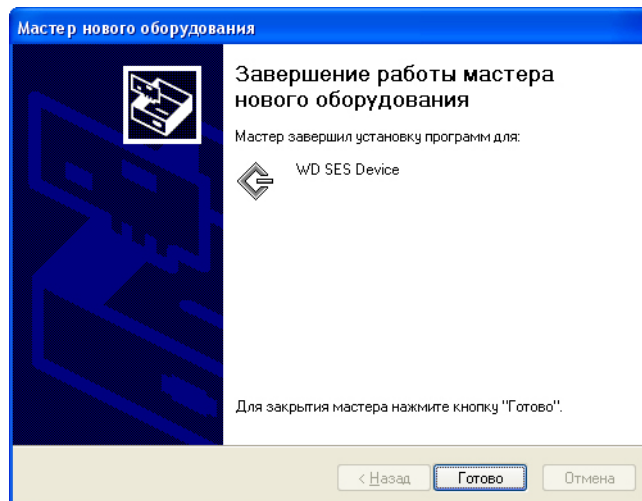 Мастер нового оборудования
Завершение работы мастера
нового оборудования
Мастер завершил установку программ для:
WD SES Device
Для закрытия мастера нажмите кнопку "Готово".
< Назад
Готово
Отмена